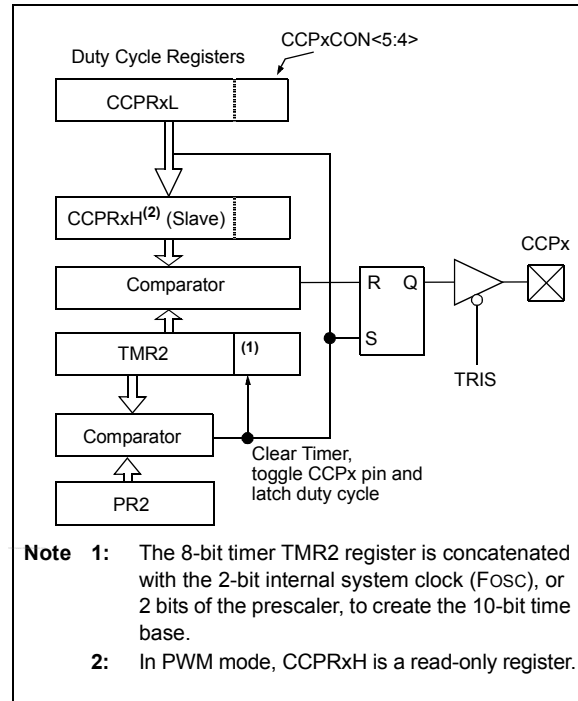 CCPxCON<5:4>
Duty Cycle Registers
CCPRxL
CCPRxH(2) (Slave)
CCPx
Comparator
R Q
TMR2 (1)
S
TRIS
Comparator
Clear Timer,
toggle CCPx pin and
latch duty cycle
PR2
Note 1: The 8-bit timer TMR2 register is concatenated
with the 2-bit internal system clock (FOSC), or
2 bits of the prescaler, to create the 10-bit time
base.
2: In PWM mode, CCPRxH is a read-only register.